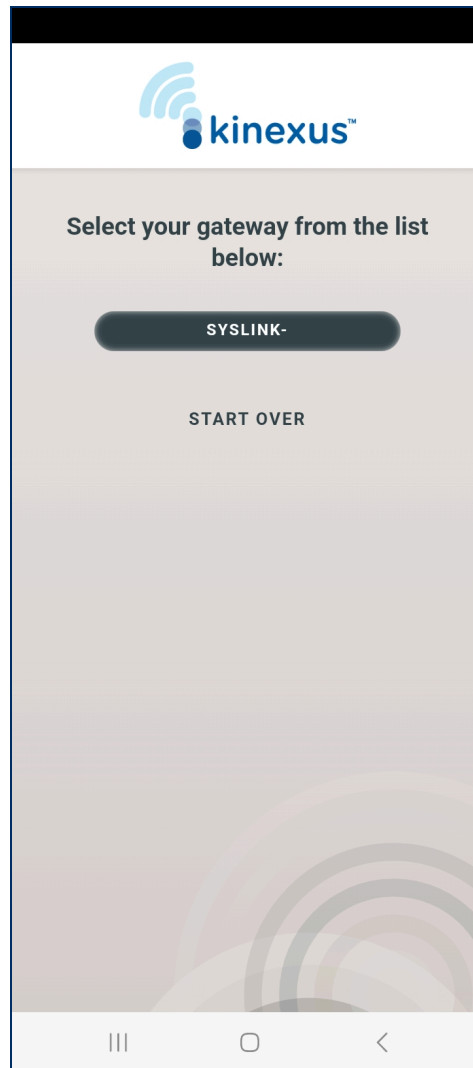 kinexus™
Select your gateway from the list
below:
SYSLINK-
START OVER